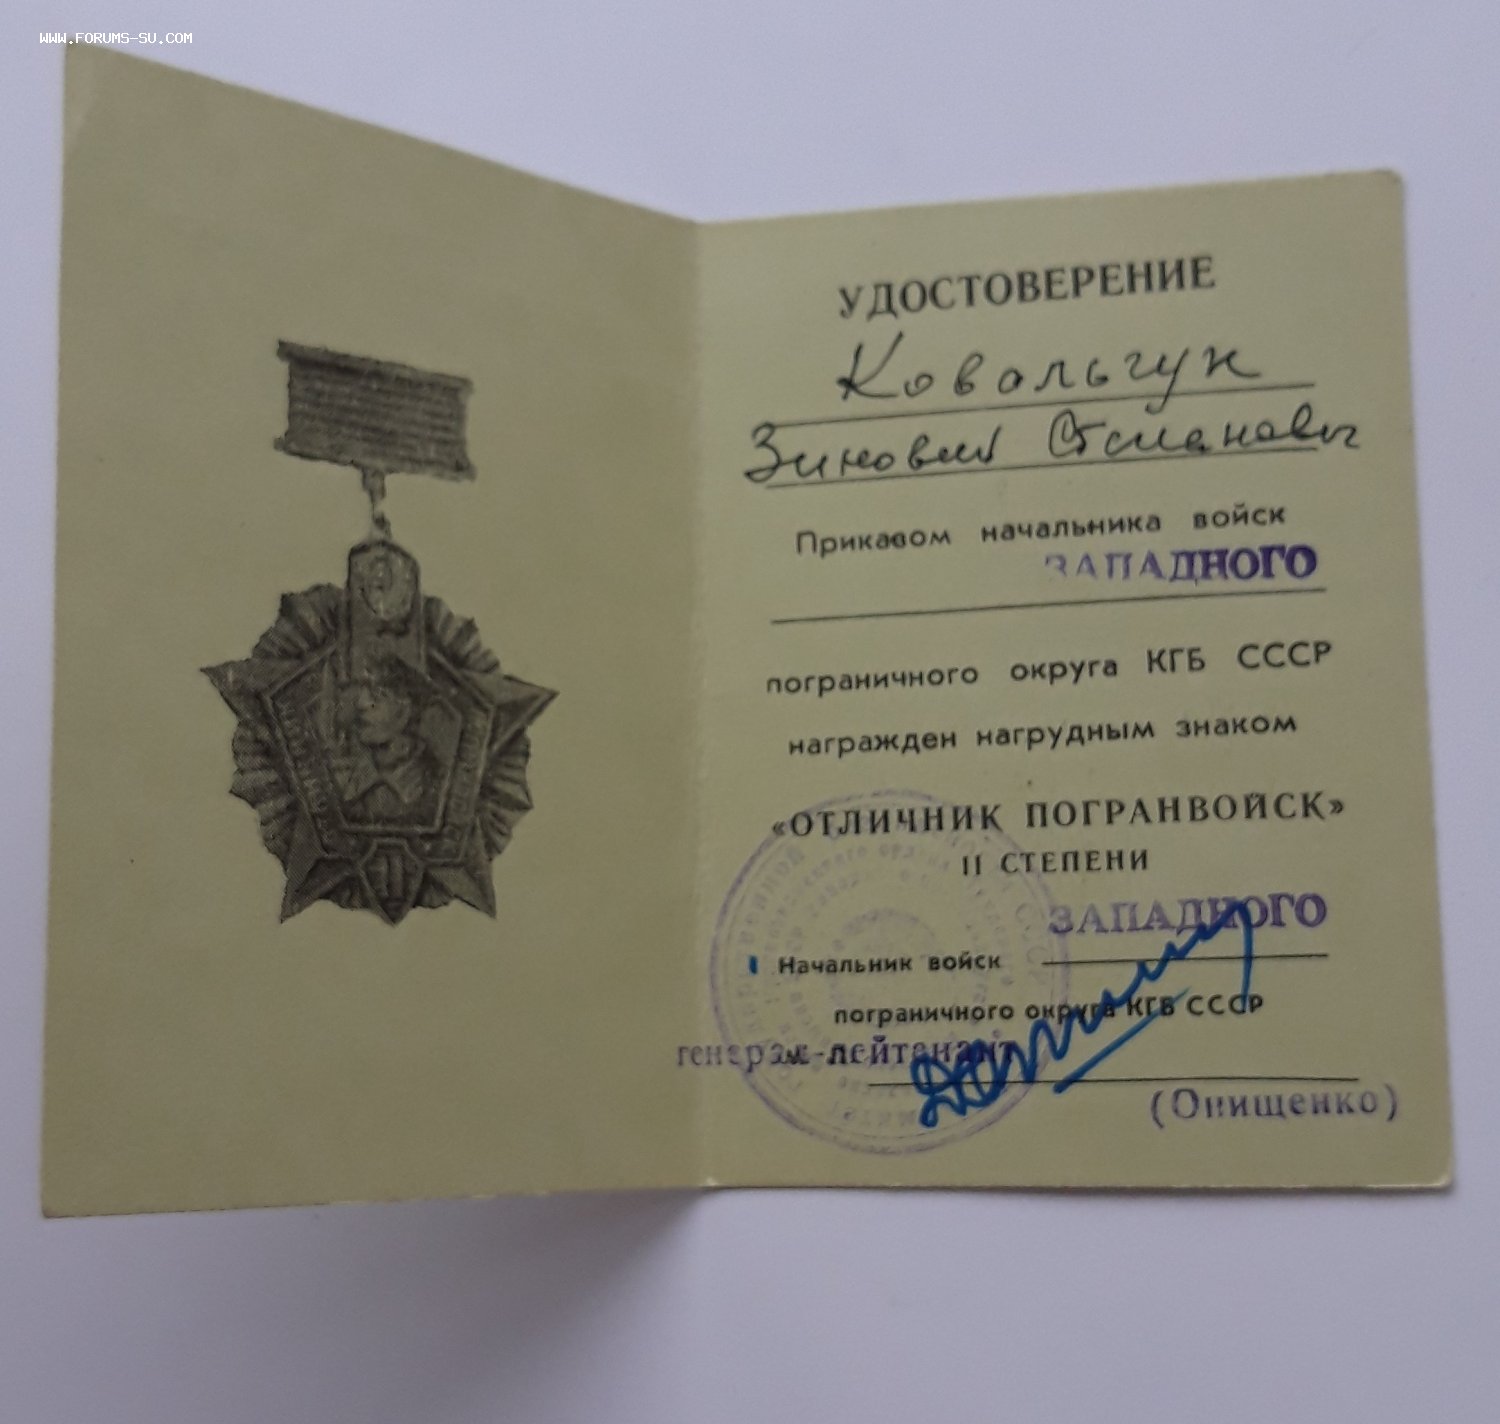 WWW.FORUMS-SU.COM
УДОСТОВЕРЕНИЕ
Ковальчук
Зиновий Степанович
Приказом начальника войск
ЗАПАДНОГО
пограничного округа КГБ СССР
награжден нагрудным знаком
«ОТЛИЧНИК ПОГРАНВОЙСК»
II СТЕПЕНИ
ЗАПАДНОГО
Начальник войск
пограничного округа КГБ СССР
генерал-лейтенант
(Онищенко)